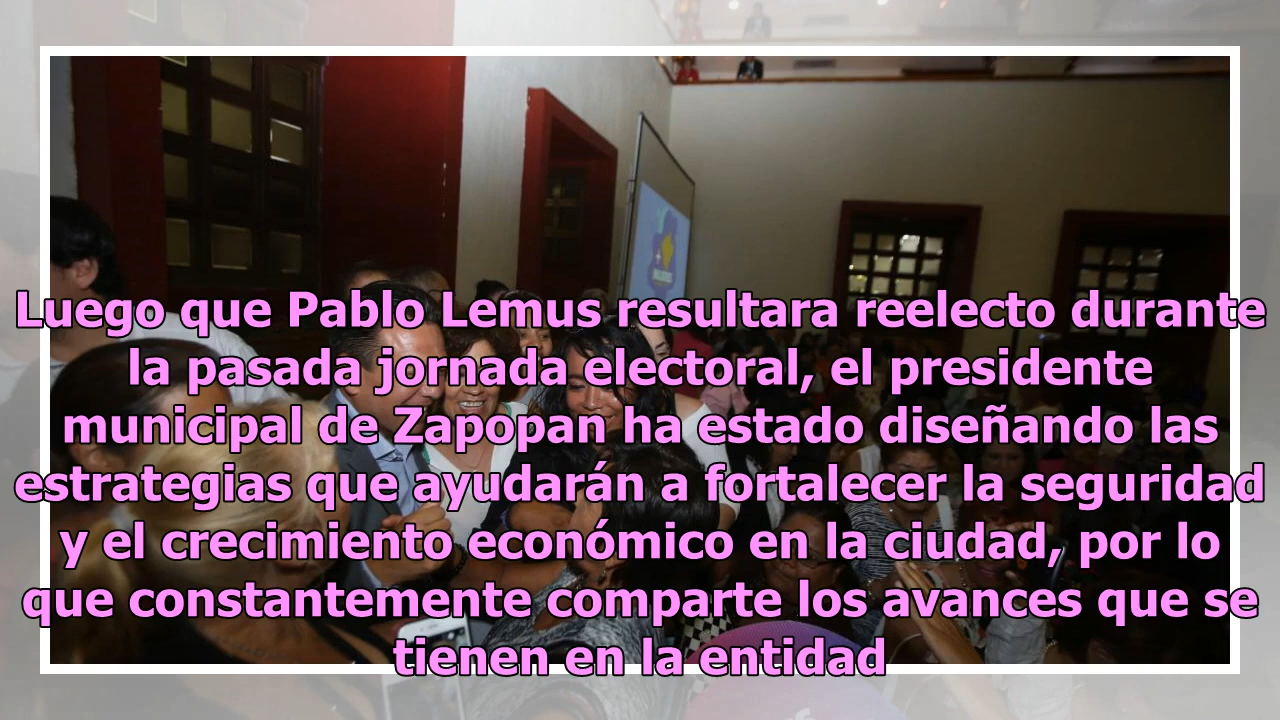 Luego que Pablo Lemus resultara reelecto durante
la pasada jornada electoral, el presidente
municipal de Zapopan ha estado diseñando las
estrategias que ayudarán a fortalecer la seguridad
y el crecimiento económico en la ciudad, por lo
que constantemente comparte los avances que se
tienen en la entidad